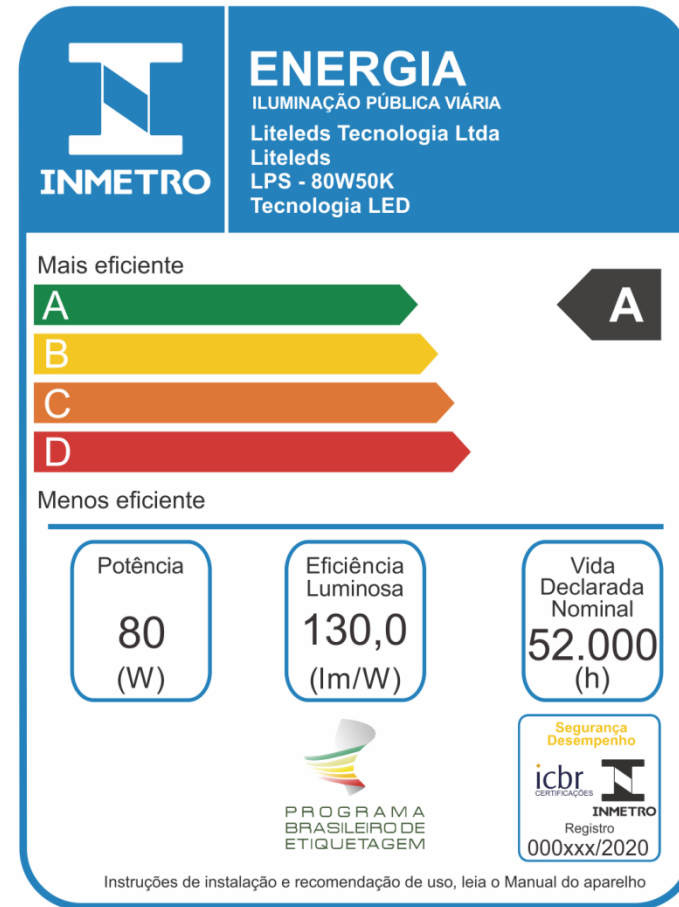 INMETRO
ENERGIA
ILUMINAÇÃO PÚBLICA VIÁRIA
Liteleds Tecnologia Ltda
Liteleds
LPS - 80W50K
Tecnologia LED
Mais eficiente
A
A
B
C
D
Menos eficiente
Potência
80
(W)
Eficiência
Luminosa
130,0
(lm/W)
Vida
Declarada
Nominal
52.000
(h)
PROGRAMA
BRASILEIRO DE
ETIQUETAGEM
Segurança
Desempenho
icbr
CERTIFICAÇÕES
INMETRO
Registro
000xxx/2020
Instruções de instalação e recomendação de uso, leia o Manual do aparelho